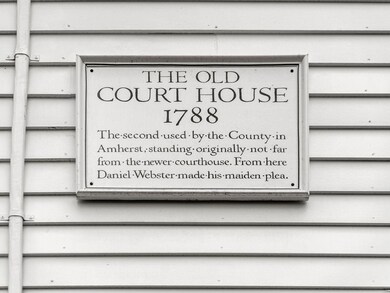 THE OLD
COURT HOUSE
1788
The·second·used·by·the·County·in
Amherst,·standing·originally·not·far
from·the·newer·courthouse. From·here
Daniel·Webster·made·his·maiden·plea.